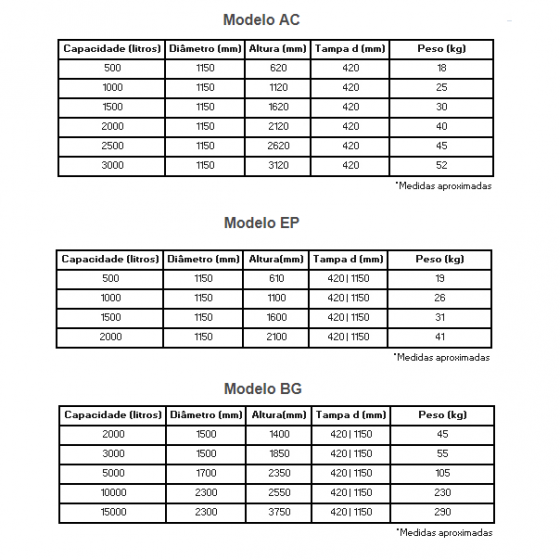 Modelo AC
Capacidade (litros) Diâmetro (mm) Altura (mm) Tampa d (mm) Peso (kg)
500 1150 620 420 18
1000 1150 1120 420 25
1500 1150 1620 420 30
2000 1150 2120 420 40
2500 1150 2620 420 45
3000 1150 3120 420 52
*Medidas aproximadas
Modelo EP
Capacidade (litros) Diâmetro (mm) Altura(mm) Tampa d (mm) Peso (kg)
500 1150 610 420 | 1150 19
1000 1150 1100 420 | 1150 26
1500 1150 1600 420 | 1150 31
2000 1150 2100 420 | 1150 41
*Medidas aproximadas
Modelo BG
Capacidade (litros) Diâmetro (mm) Altura(mm) Tampa d (mm) Peso (kg)
2000 1500 1400 420 | 1150 45
3000 1500 1850 420 | 1150 55
5000 1700 2350 420 | 1150 105
10000 2300 2550 420 | 1150 230
15000 2300 3750 420 | 1150 290
*Medidas aproximadas